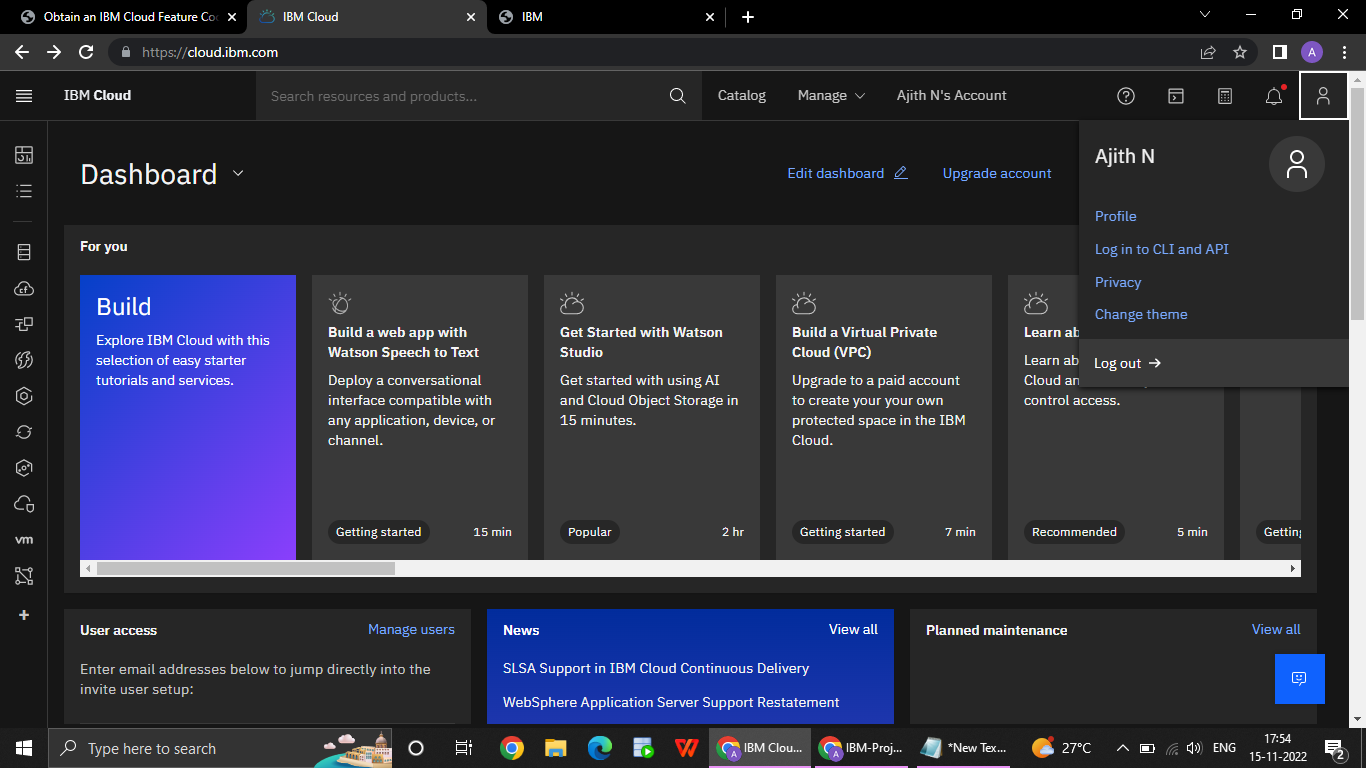 Obtain an IBM Cloud Feature Co
IBM Cloud
IBM
https://cloud.ibm.com
A
IBM Cloud
Search resources and products...
Catalog
Manage
Ajith N's Account
Dashboard
Edit dashboard
Upgrade account
Ajith N
Profile
Log in to CLI and API
Privacy
Change theme
Log out
For you
Build
Explore IBM Cloud with this
selection of easy starter
tutorials and services.
Build a web app with
Watson Speech to Text
Deploy a conversational
interface compatible with
any application, device, or
channel.
Getting started
15 min
Get Started with Watson
Studio
Get started with using AI
and Cloud Object Storage in
15 minutes.
Popular
2 hr
Build a Virtual Private
Cloud (VPC)
Upgrade to a paid account
to create your your own
protected space in the IBM
Cloud.
Getting started
7 min
Learn ab
Learn ab
Cloud an
control access.
Recommended
5 min
Getting
cf
vm
User access
Manage users
Enter email addresses below to jump directly into the
invite user setup:
News
View all
SLSA Support in IBM Cloud Continuous Delivery
WebSphere Application Server Support Restatement
Planned maintenance
View all
Type here to search
IBM Clou...
IBM-Proj...
*New Tex...
27°C
ENG
17:54
15-11-2022
2